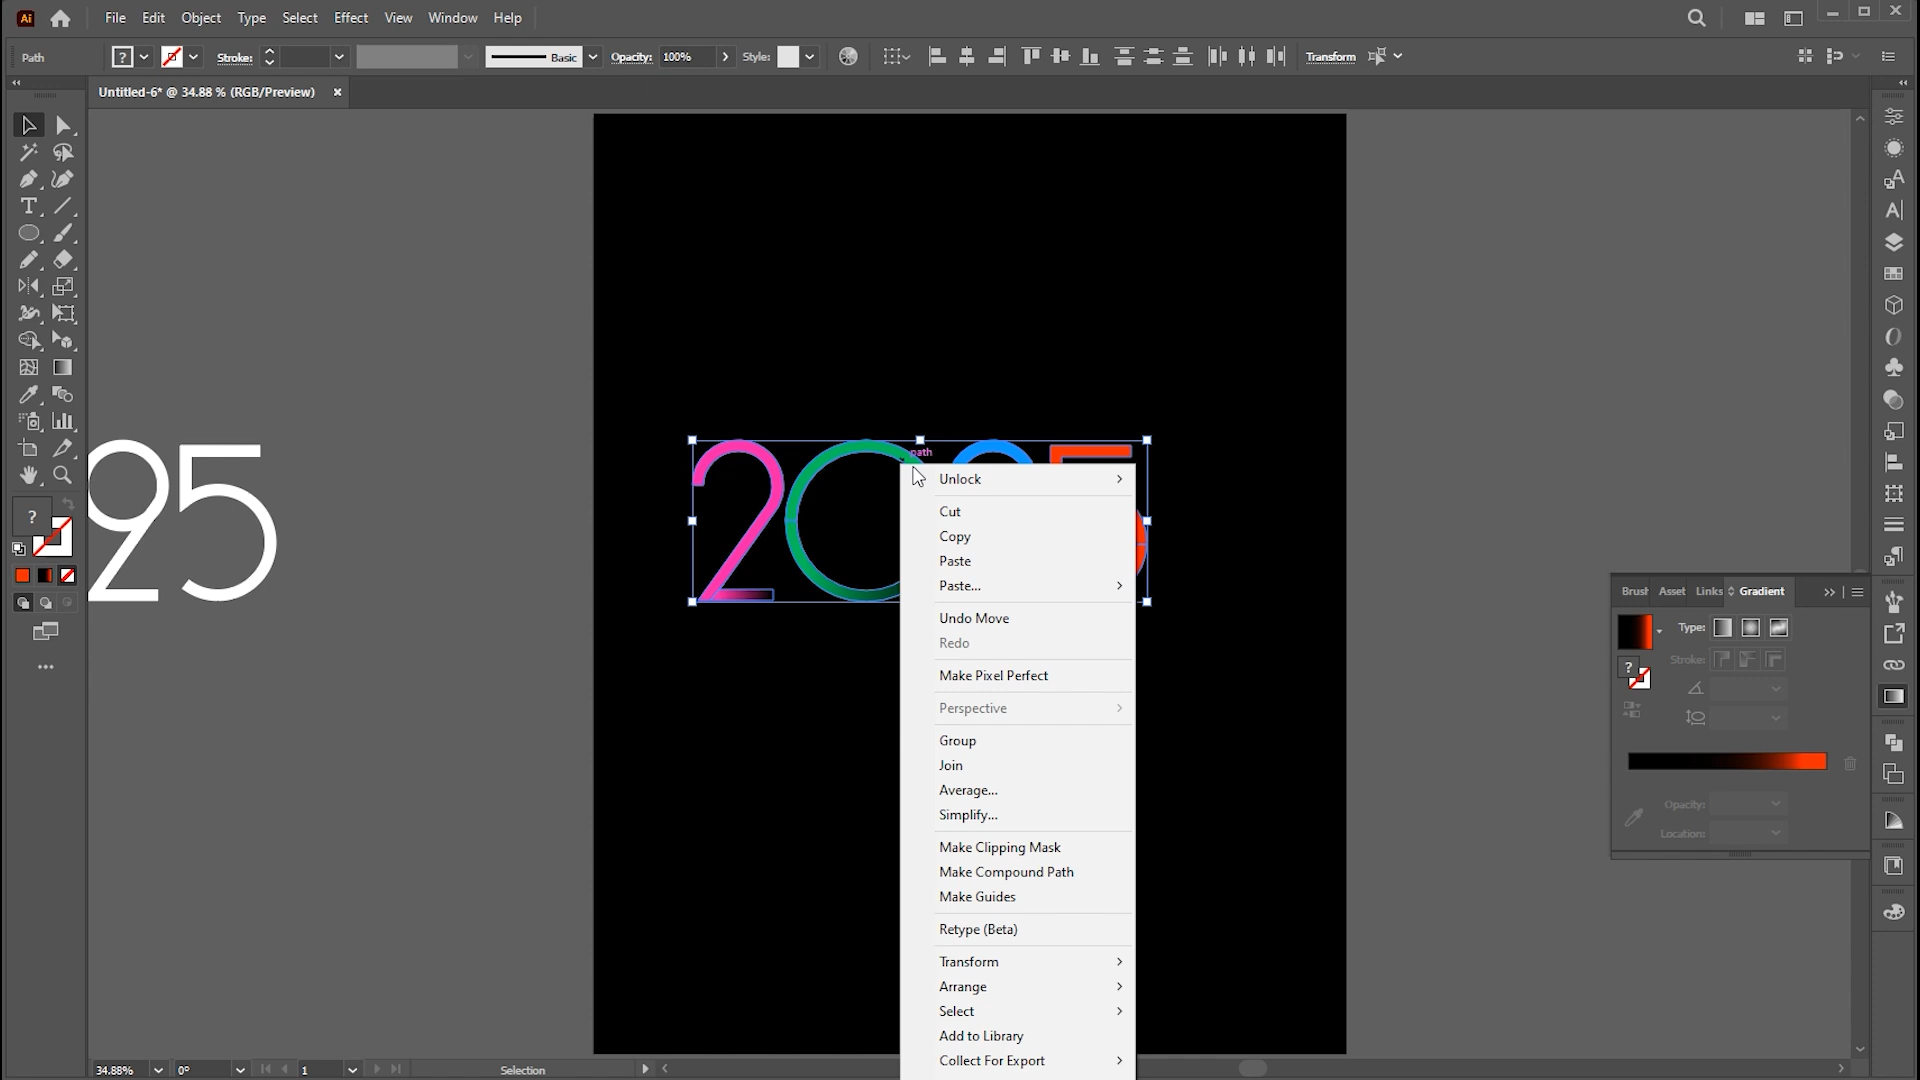 Ai File Edit Object Type Select Effect View Window Help
Path Stroke: Basic Opacity: 100% Style: Transform
Untitled-6* @ 34.88 % (RGB/Preview)
path
Unlock
Cut
Copy
Paste
Paste...
Undo Move
Redo
Make Pixel Perfect
Perspective
Group
Join
Average...
Simplify...
Make Clipping Mask
Make Compound Path
Make Guides
Retype (Beta)
Transform
Arrange
Select
Add to Library
Collect For Export
Brush Asset Links Gradient
Type:
Stroke:
Opacity:
Location:
34.88% 0° 1 Selection